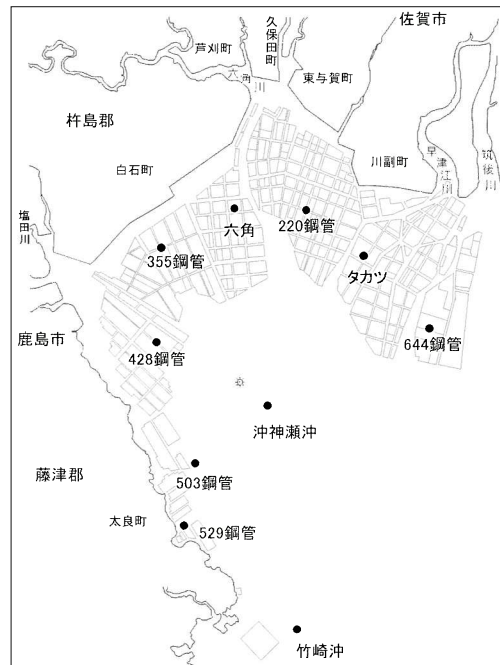 佐賀市
久保田町
芦刈町
六角川
東与賀町
杵島郡
川副町
早津江川
筑後川
白石町
塩田川
六角
220鋼管
355鋼管
タカツ
鹿島市
428鋼管
644鋼管
沖神瀬沖
藤津郡
503鋼管
太良町
529鋼管
竹崎沖